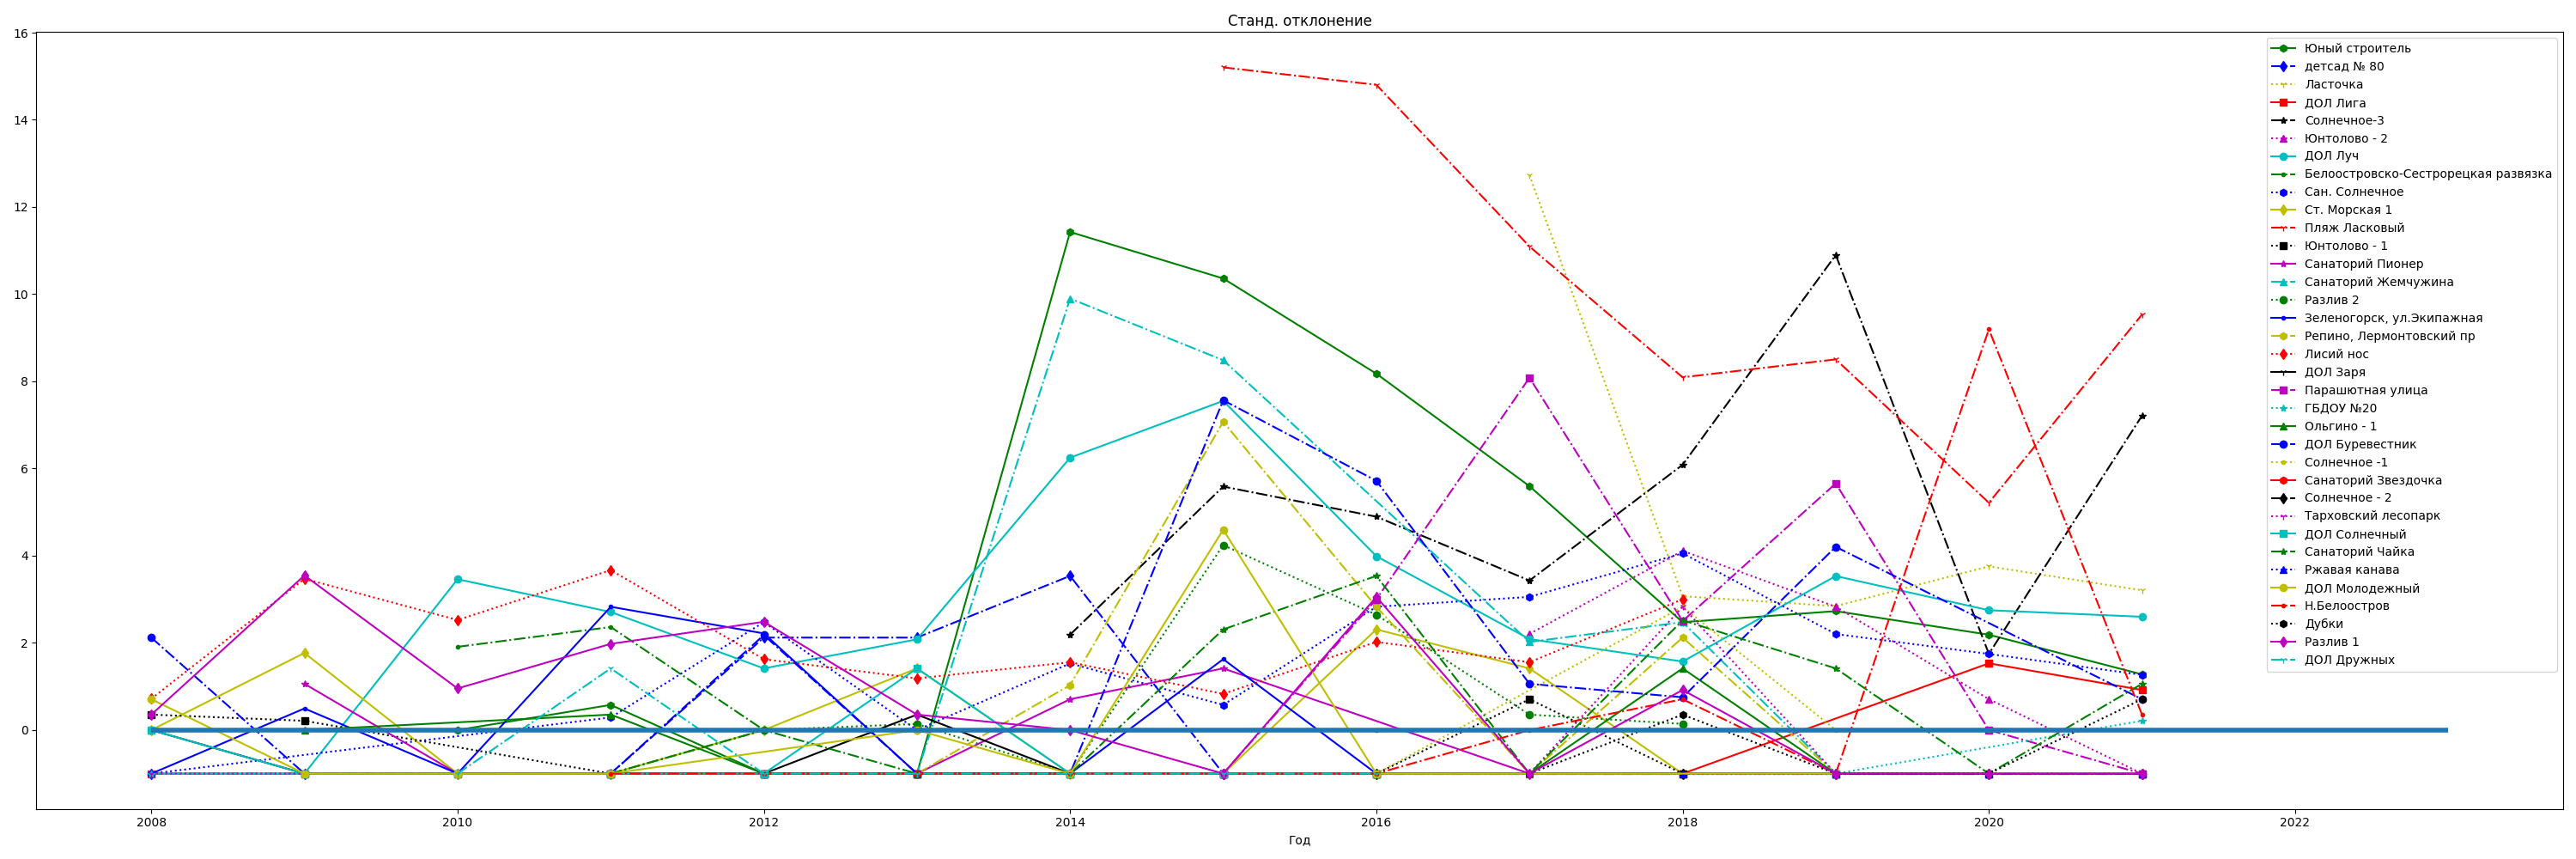 Станд. отклонение
16
14
12
10
8
6
4
2
0
2008 2010 2012 2014 2016 2018 2020 2022
Год
Юный строитель
детсад № 80
Ласточка
ДОЛ Лига
Солнечное-3
Юнтолово - 2
ДОЛ Луч
Белоостровско-Сестрорецкая развязка
Сан. Солнечное
Ст. Морская 1
Пляж Ласковый
Юнтолово - 1
Санаторий Пионер
Санаторий Жемчужина
Разлив 2
Зеленогорск, ул.Экипажная
Репино, Лермонтовский пр
Лисий нос
ДОЛ Заря
Парашютная улица
ГБДОУ №20
Ольгино - 1
ДОЛ Буревестник
Солнечное -1
Санаторий Звездочка
Солнечное - 2
Тарховский лесопарк
ДОЛ Солнечный
Санаторий Чайка
Ржавая канава
ДОЛ Молодежный
Н.Белоостров
Дубки
Разлив 1
ДОЛ Дружных